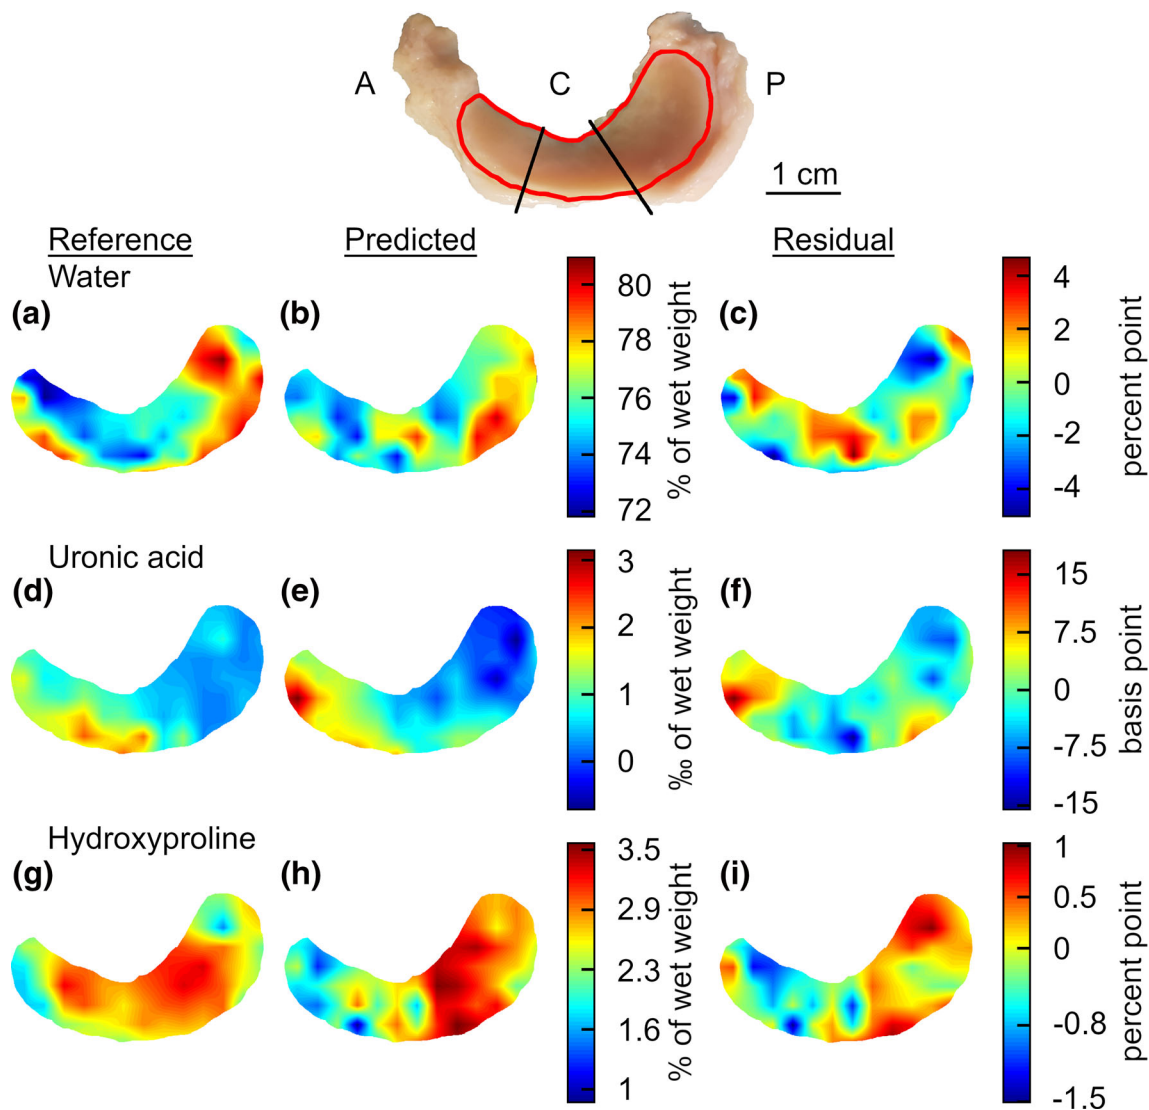 A C P
1 cm
Reference Predicted Residual
Water
(a) (b) (c)
80
78
76
74
72
% of wet weight
4
2
0
-2
-4
percent point
Uronic acid
(d) (e) (f)
3
2
1
0
‰ of wet weight
15
7.5
0
-7.5
-15
basis point
Hydroxyproline
(g) (h) (i)
3.5
2.9
2.3
1.6
1
% of wet weight
1
0.5
0
-0.8
-1.5
percent point